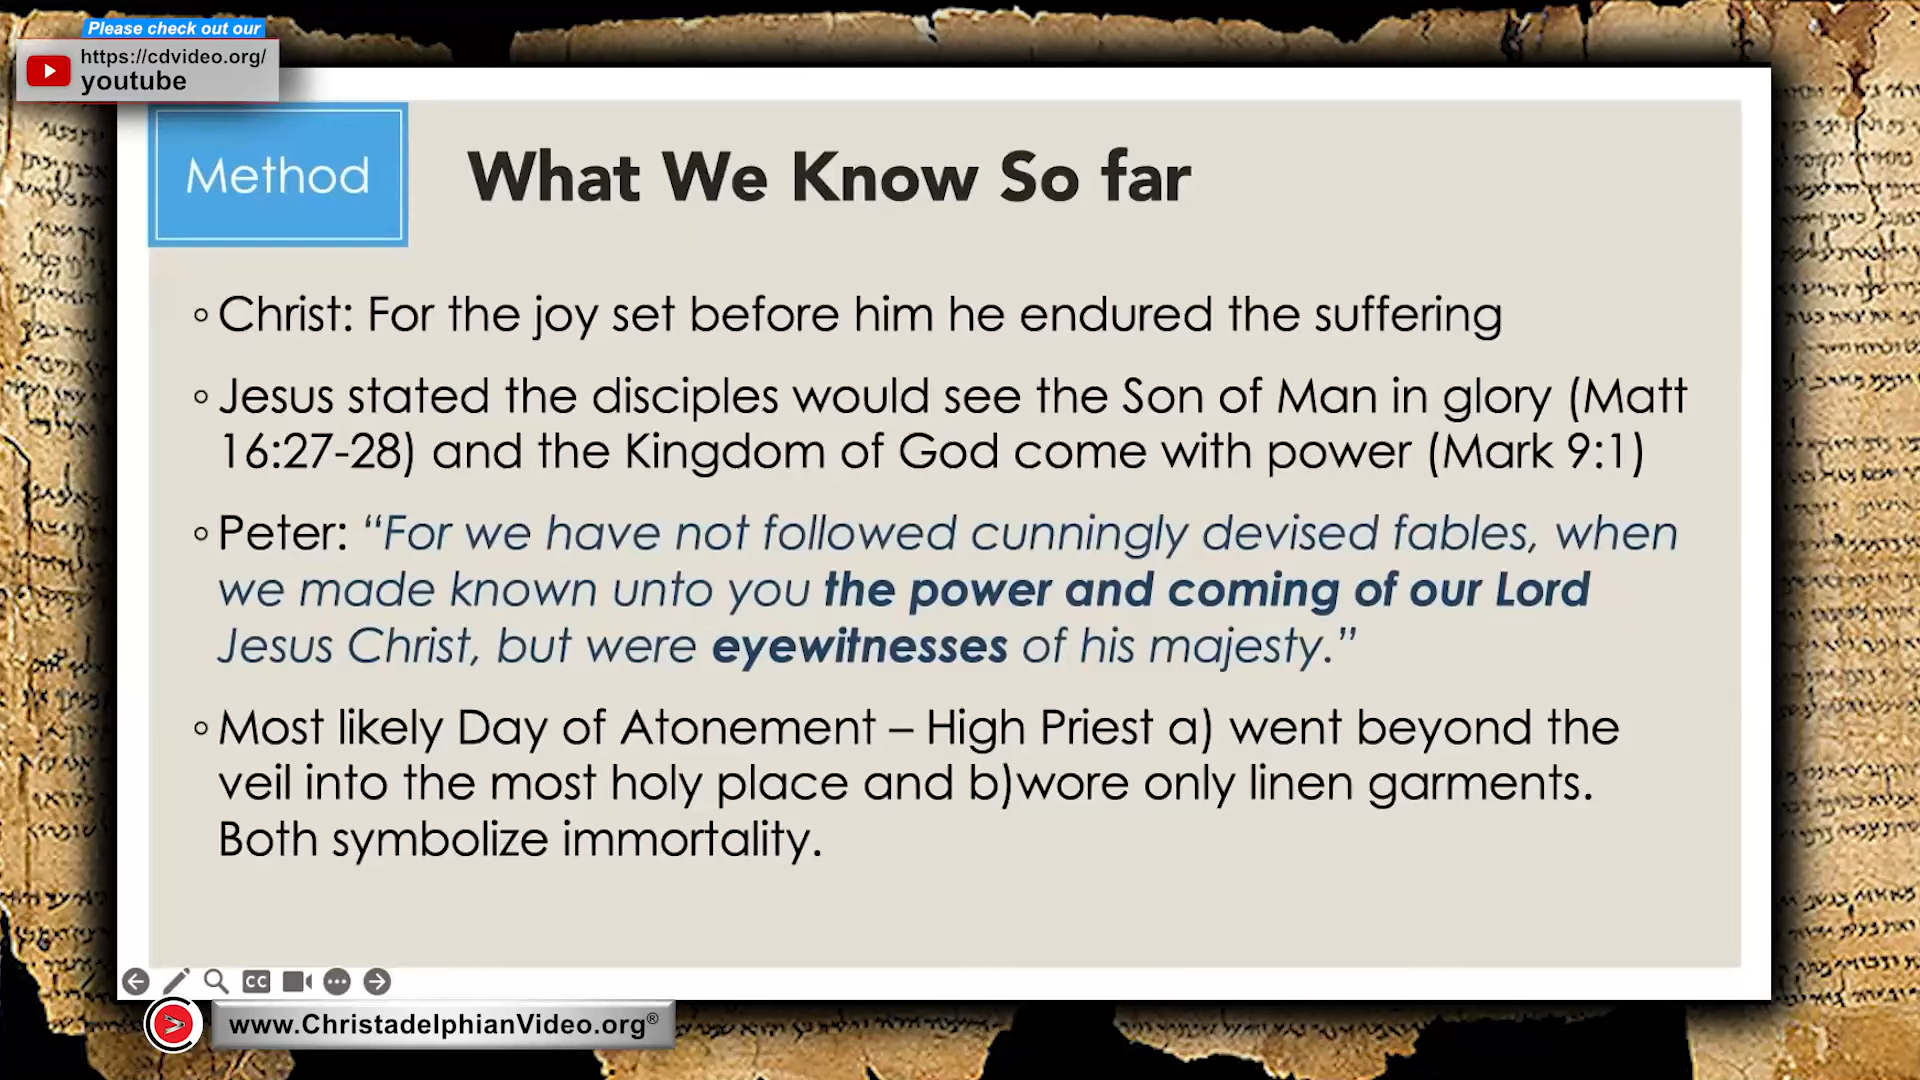 Please check out our
https://cdvideo.org/
youtube
Method
What We Know So far
◦ Christ: For the joy set before him he endured the suffering
◦ Jesus stated the disciples would see the Son of Man in glory (Matt
16:27-28) and the Kingdom of God come with power (Mark 9:1)
◦ Peter: “For we have not followed cunningly devised fables, when
we made known unto you the power and coming of our Lord
Jesus Christ, but were eyewitnesses of his majesty.”
◦ Most likely Day of Atonement – High Priest a) went beyond the
veil into the most holy place and b)wore only linen garments.
Both symbolize immortality.
CC
www.ChristadelphianVideo.org®